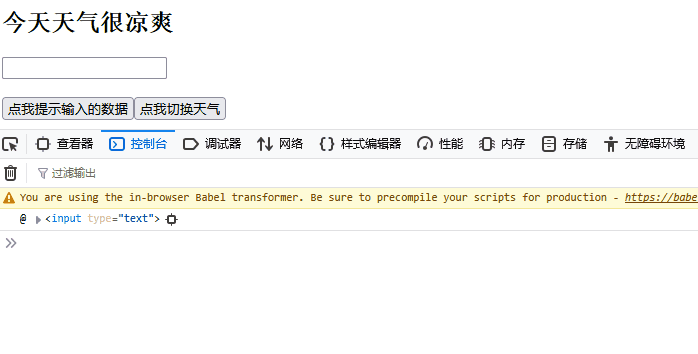 今天天气很凉爽
点我提示输入的数据 点我切换天气
查看器 控制台 调试器 网络 样式编辑器 性能 内存 存储 无障碍环境
过滤输出
You are using the in-browser Babel transformer. Be sure to precompile your scripts for production - https://babe
@ <input type="text">